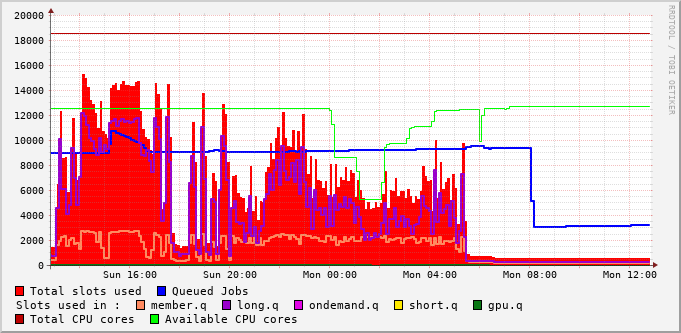 20000
18000
16000
14000
12000
10000
8000
6000
4000
2000
0
Sun 16:00 Sun 20:00 Mon 00:00 Mon 04:00 Mon 08:00 Mon 12:00
RRDTOOL / TOBI OETIKER
Total slots used Queued Jobs
Slots used in : member.q long.q ondemand.q short.q gpu.q
Total CPU cores Available CPU cores